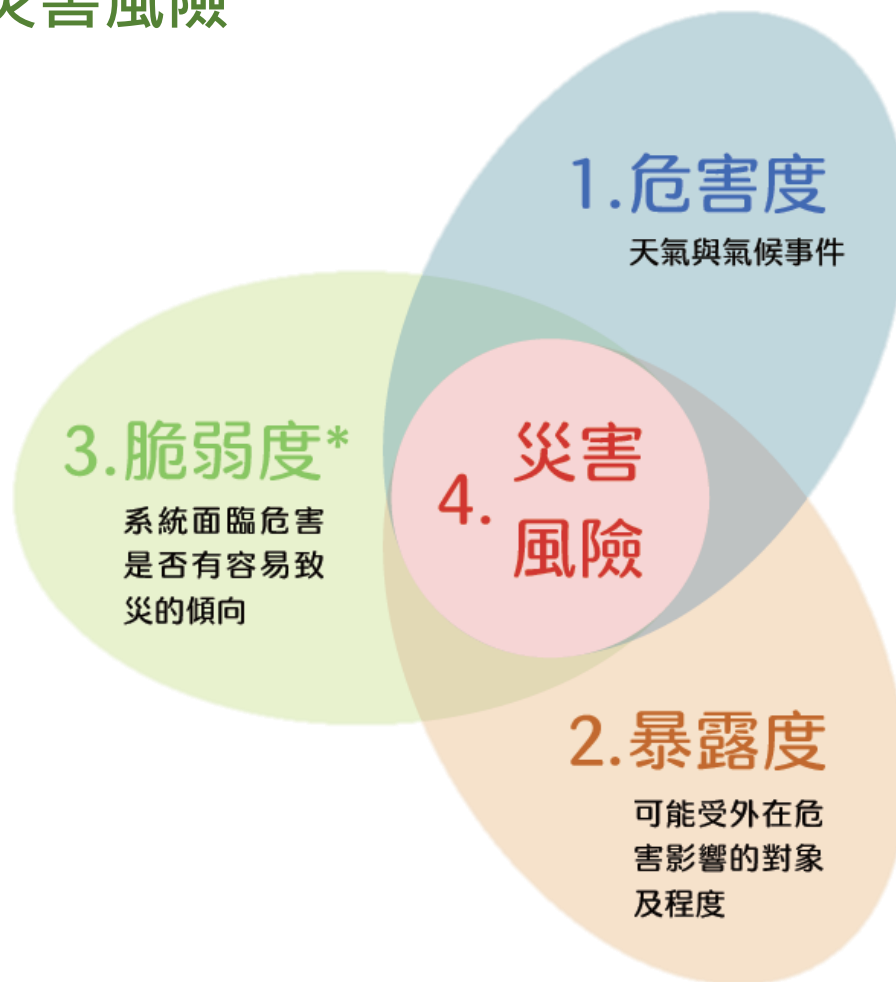 災害風險
1.危害度
天氣與氣候事件
3.脆弱度*
系統面臨危害
是否有容易致
災的傾向
4.
災害
風險
2.暴露度
可能受外在危
害影響的對象
及程度